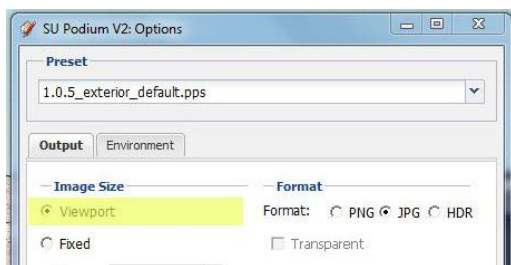 SU Podium V2: Options
Preset
1.0.5_exterior_default.pps
Output Environment
Image Size Format
Viewport Format: PNG JPG HDR
Fixed Transparent